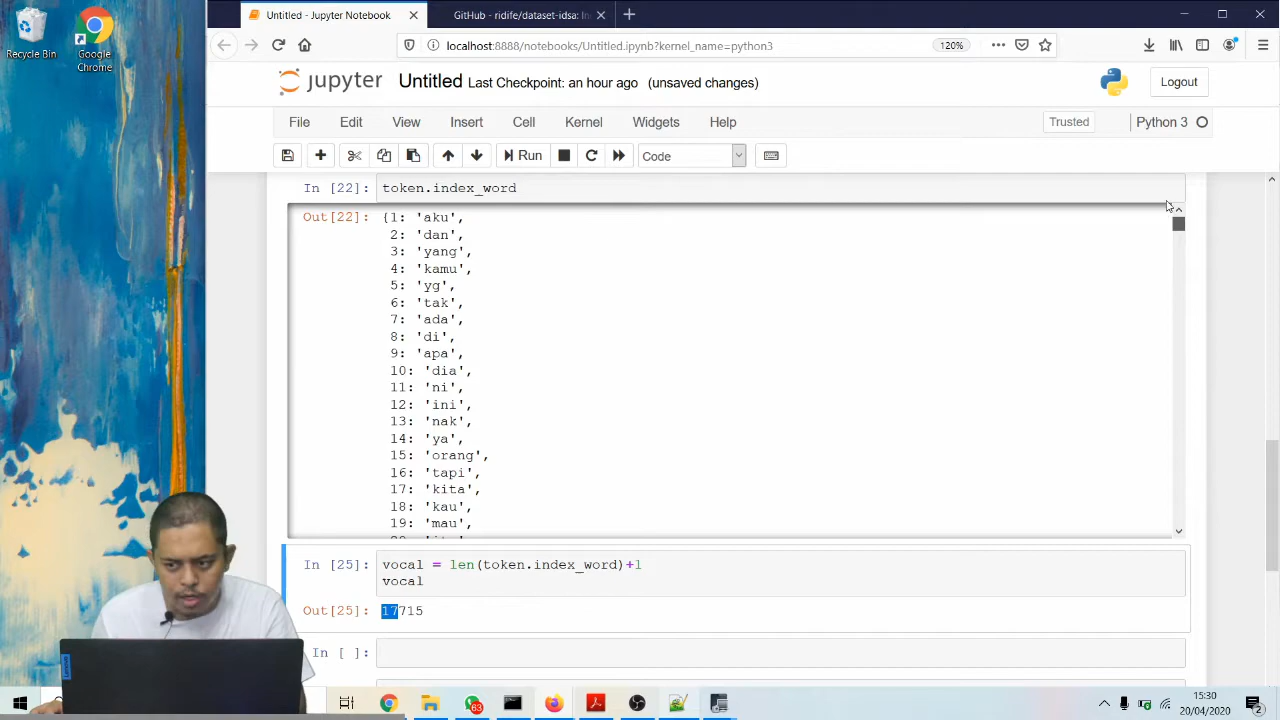 Recycle Bin
Google
Chrome
Untitled - Jupyter Notebook
GitHub - ridife/dataset-idsa: In
localhost:8888/notebooks/Untitled.ipynb?kernel_name=python3
120%
jupyter Untitled Last Checkpoint: an hour ago (unsaved changes)
Logout
File Edit View Insert Cell Kernel Widgets Help
Trusted
Python 3
Run
Code
In [22]: token.index_word
Out[22]: {1: 'aku',
2: 'dan',
3: 'yang',
4: 'kamu',
5: 'yg',
6: 'tak',
7: 'ada',
8: 'di',
9: 'apa',
10: 'dia',
11: 'ni',
12: 'ini',
13: 'nak',
14: 'ya',
15: 'orang',
16: 'tapi',
17: 'kita',
18: 'kau',
19: 'mau',
In [25]: vocal = len(token.index_word)+1
vocal
Out[25]: 17715
In [ ]:
Lenovo
63
15:30
20/04/2020
2